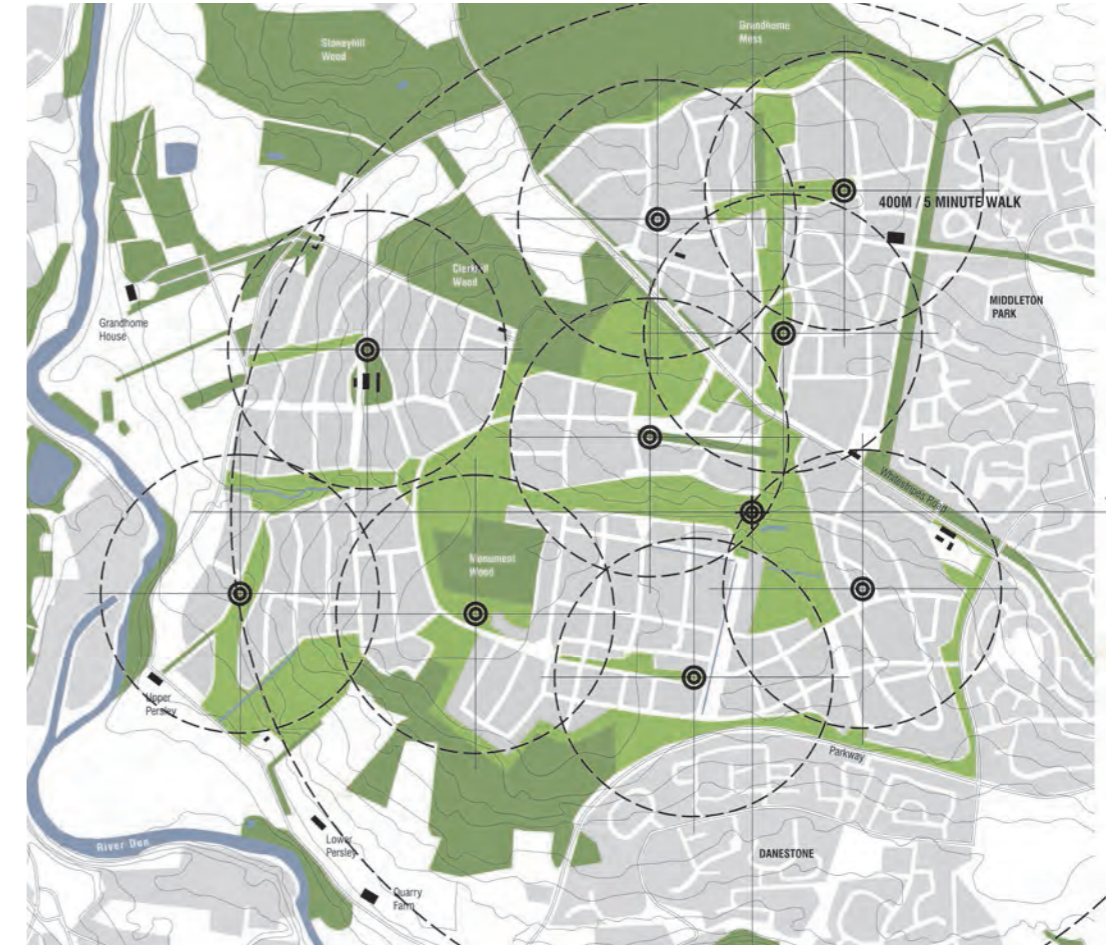 Stoneyhill
Wood
Grandhome
Moss
400M / 5 MINUTE WALK
Clerkhill
Wood
MIDDLETON
PARK
Grandhome
House
Whitestripes Road
Monument
Wood
Upper
Persley
Parkway
River Don
Lower
Persley
DANESTONE
Quarry
Farm